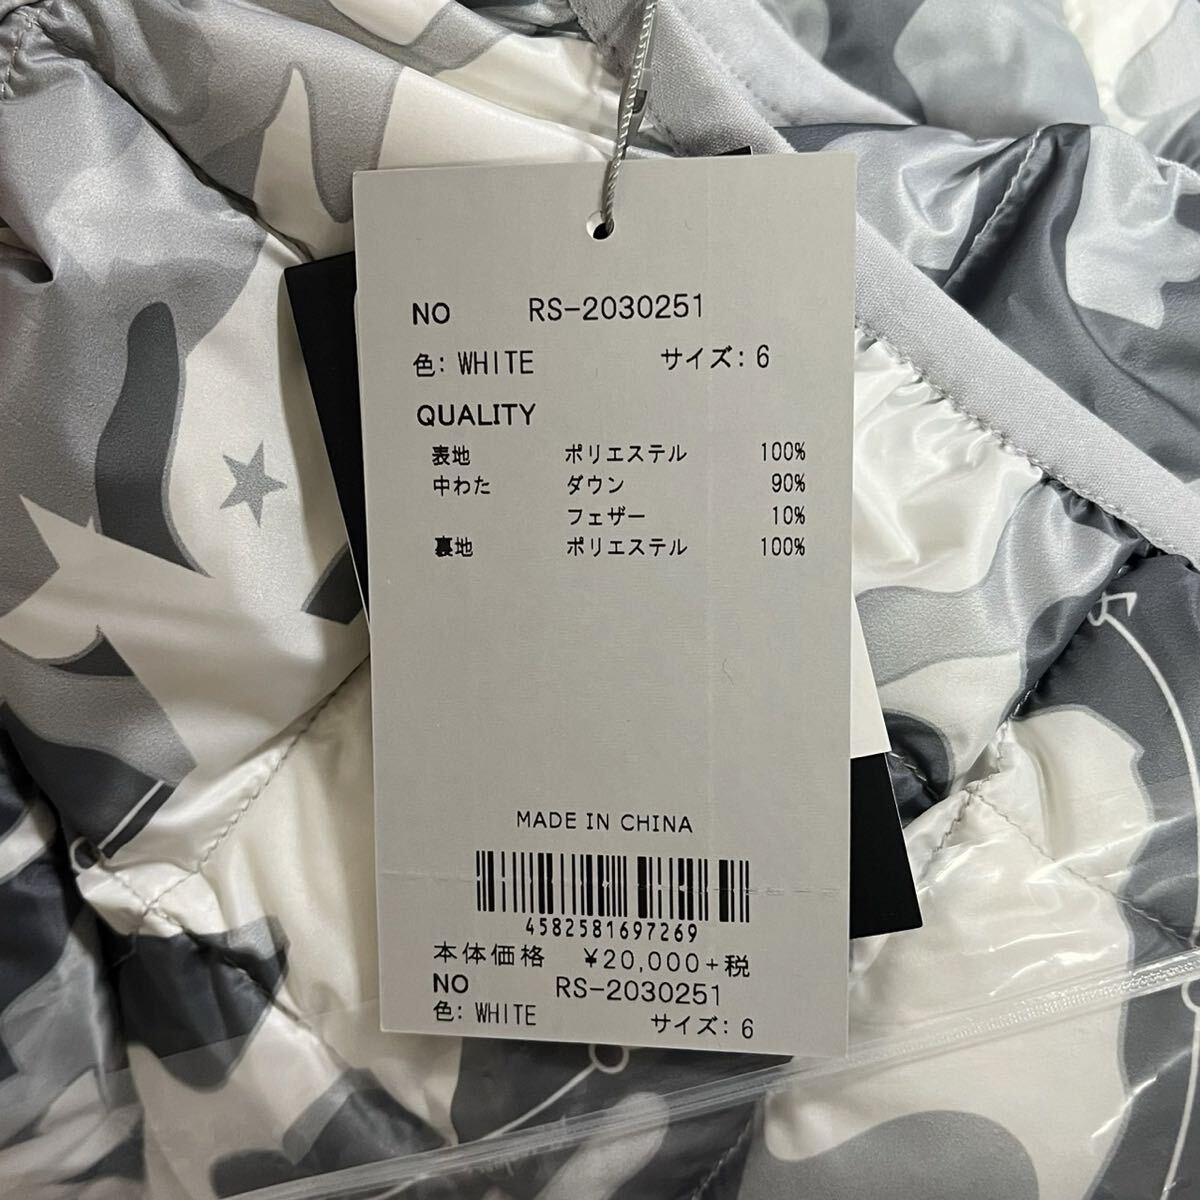 NO RS-2030251
色: WHITE サイズ: 6
QUALITY
表地 ポリエステル 100%
中わた ダウン 90%
フェザー 10%
裏地 ポリエステル 100%
MADE IN CHINA
4582581697269
本体価格 ¥20,000+税
NO RS-2030251
色: WHITE サイズ: 6